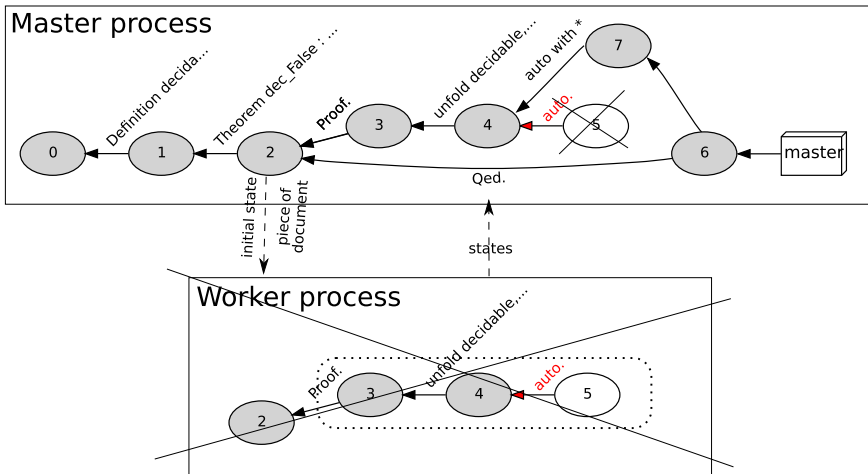 Master process
Definition decida...
Theorem dec_False : ...
Proof.
unfold decidable,...
auto with *
auto.
0
1
2
3
4
5
7
6
master
Qed.
initial state
piece of
document
states
Worker process
Proof.
unfold decidable,...
auto.
2
3
4
5